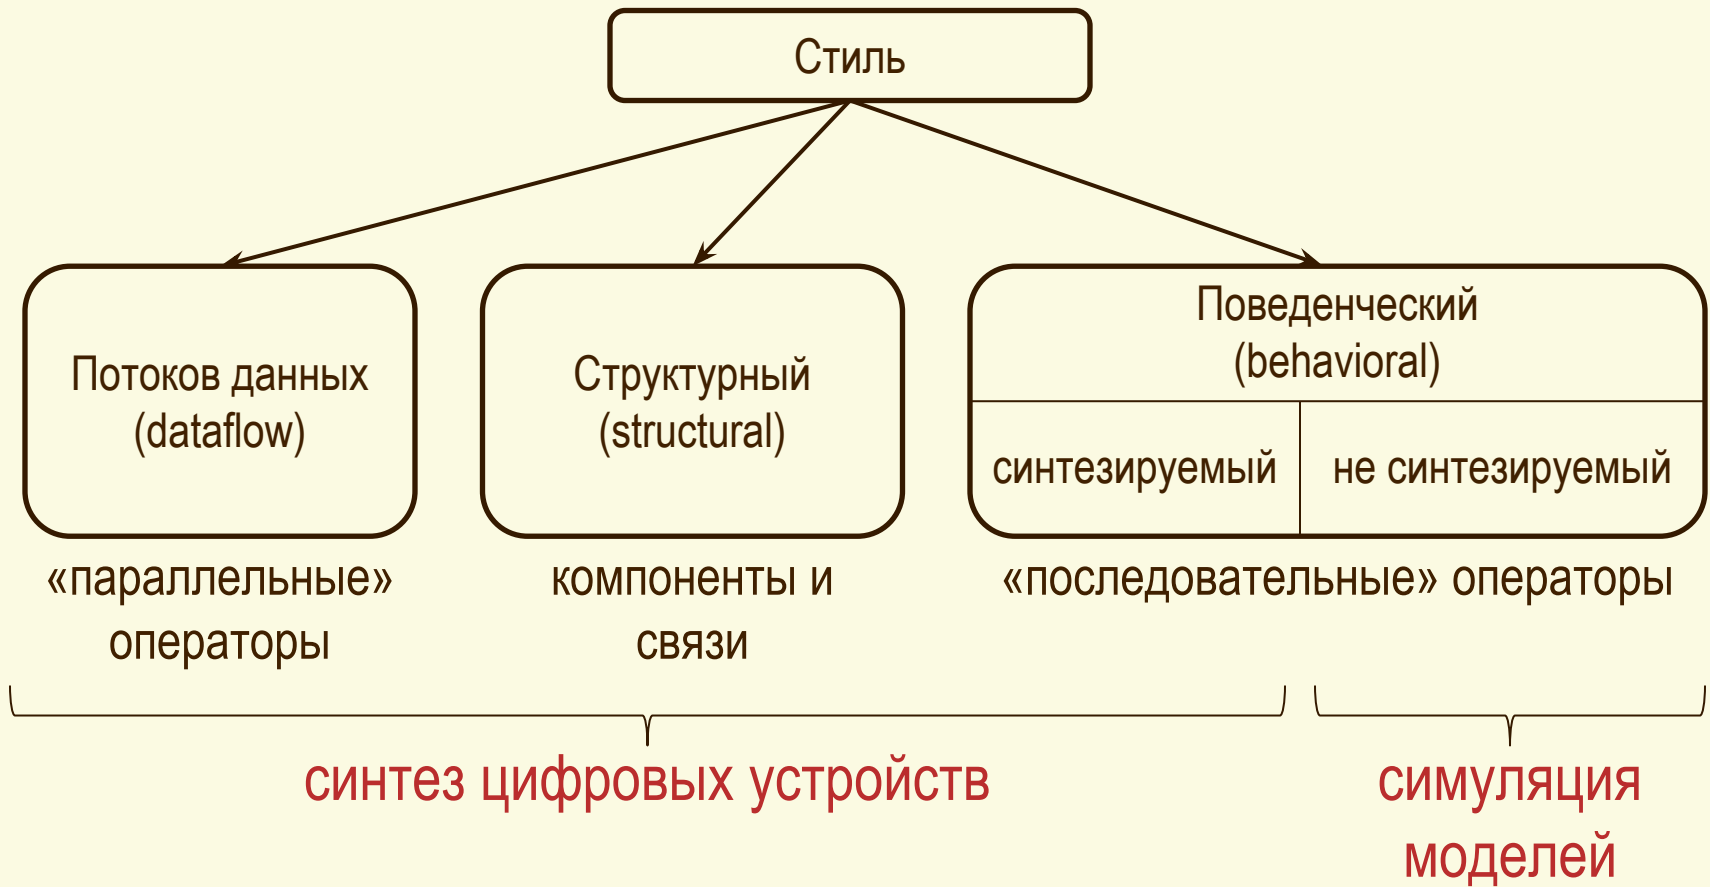 Стиль
Потоков данных
(dataflow)
Структурный
(structural)
Поведенческий
(behavioral)
синтезируемый
не синтезируемый
«параллельные»
операторы
компоненты и
связи
«последовательные» операторы
синтез цифровых устройств
симуляция
моделей